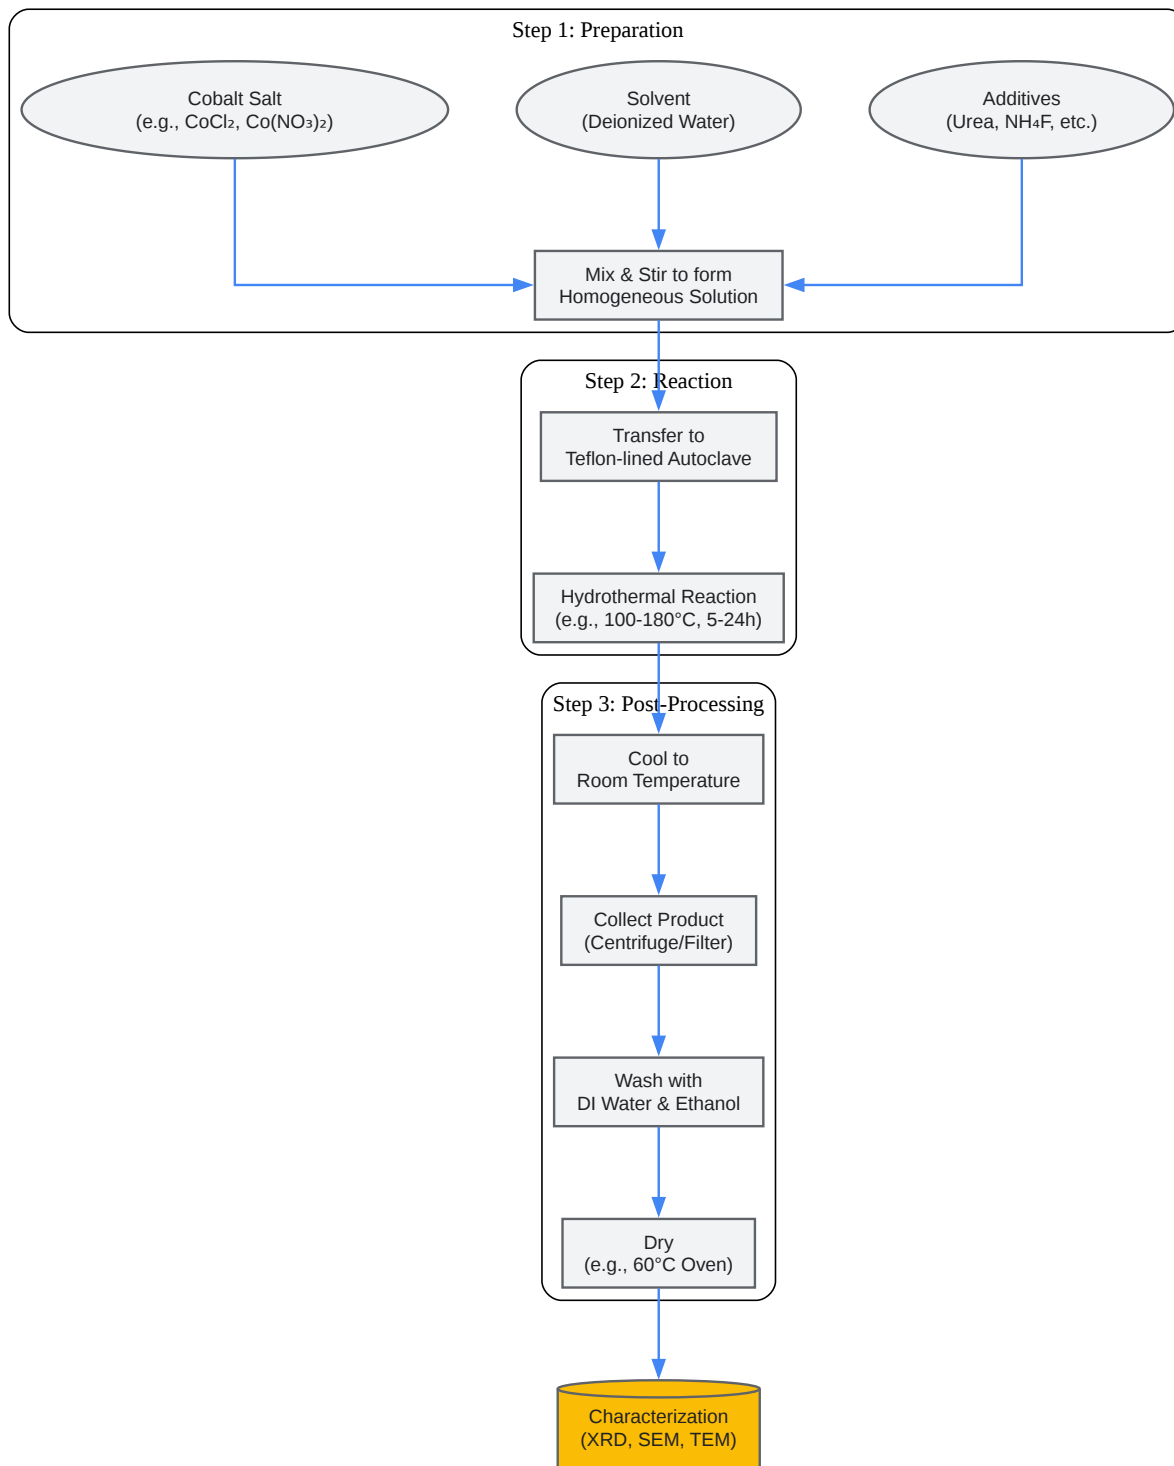 Step 1: Preparation
Cobalt Salt
(e.g., CoCl₂, Co(NO₃)₂)
Solvent
(Deionized Water)
Additives
(Urea, NH₄F, etc.)
Mix & Stir to form
Homogeneous Solution
Step 2: Reaction
Transfer to
Teflon-lined Autoclave
Hydrothermal Reaction
(e.g., 100-180°C, 5-24h)
Step 3: Post-Processing
Cool to
Room Temperature
Collect Product
(Centrifuge/Filter)
Wash with
DI Water & Ethanol
Dry
(e.g., 60°C Oven)
Characterization
(XRD, SEM, TEM)